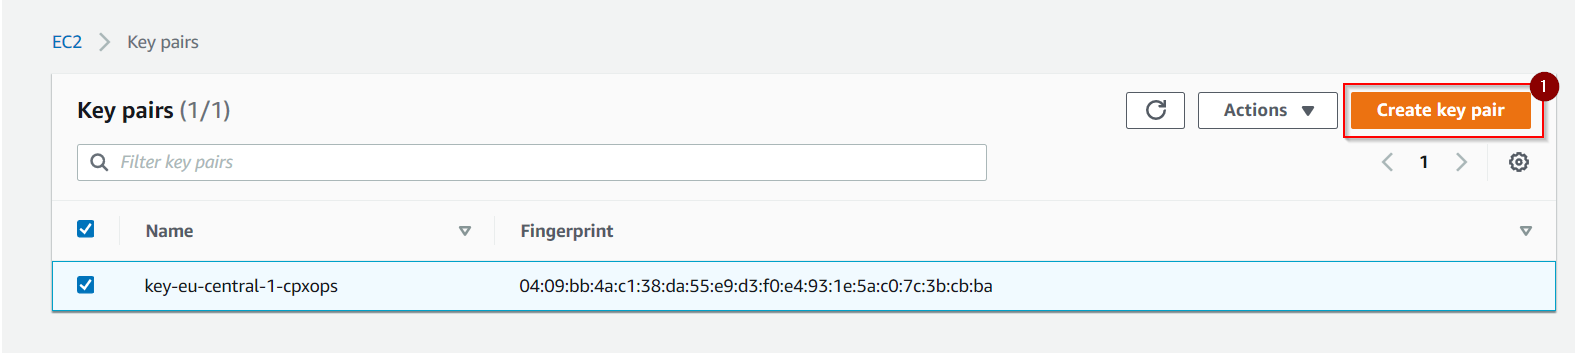 EC2 > Key pairs
Key pairs (1/1)
Actions
Create key pair
1
Filter key pairs
1
Name
Fingerprint
key-eu-central-1-cpxops
04:09:bb:4a:c1:38:da:55:e9:d3:f0:e4:93:1e:5a:c0:7c:3b:cb:ba